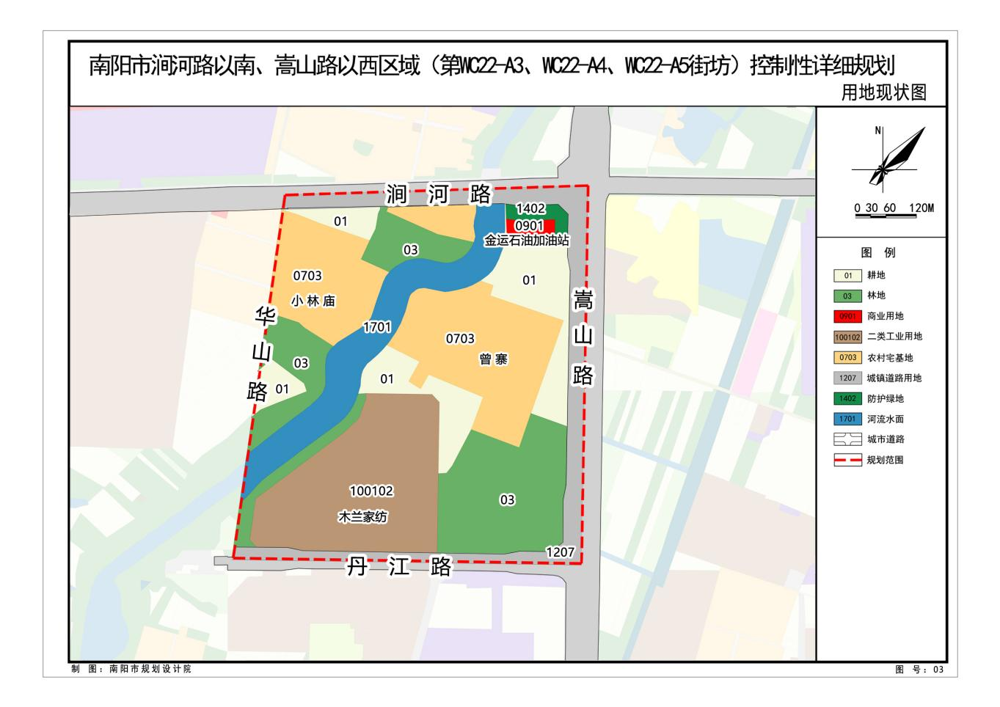 南阳市涧河路以南、嵩山路以西区域（第WC22-A3、WC22-A4、WC22-A5街坊）控制性详细规划
用地现状图
N
0 30 60 120M
图 例
01 耕地
03 林地
0901 商业用地
100102 二类工业用地
0703 农村宅基地
1207 城镇道路用地
1402 防护绿地
1701 河流水面
城市道路
规划范围
涧 河 路
1402
01
0901
金运石油加油站
03
0703
01
小 林 庙
嵩山路
华山路
1701
0703
曾 寨
03
01
01
100102
03
木兰家纺
1207
丹 江 路
制 图：南阳市规划设计院
图 号：03